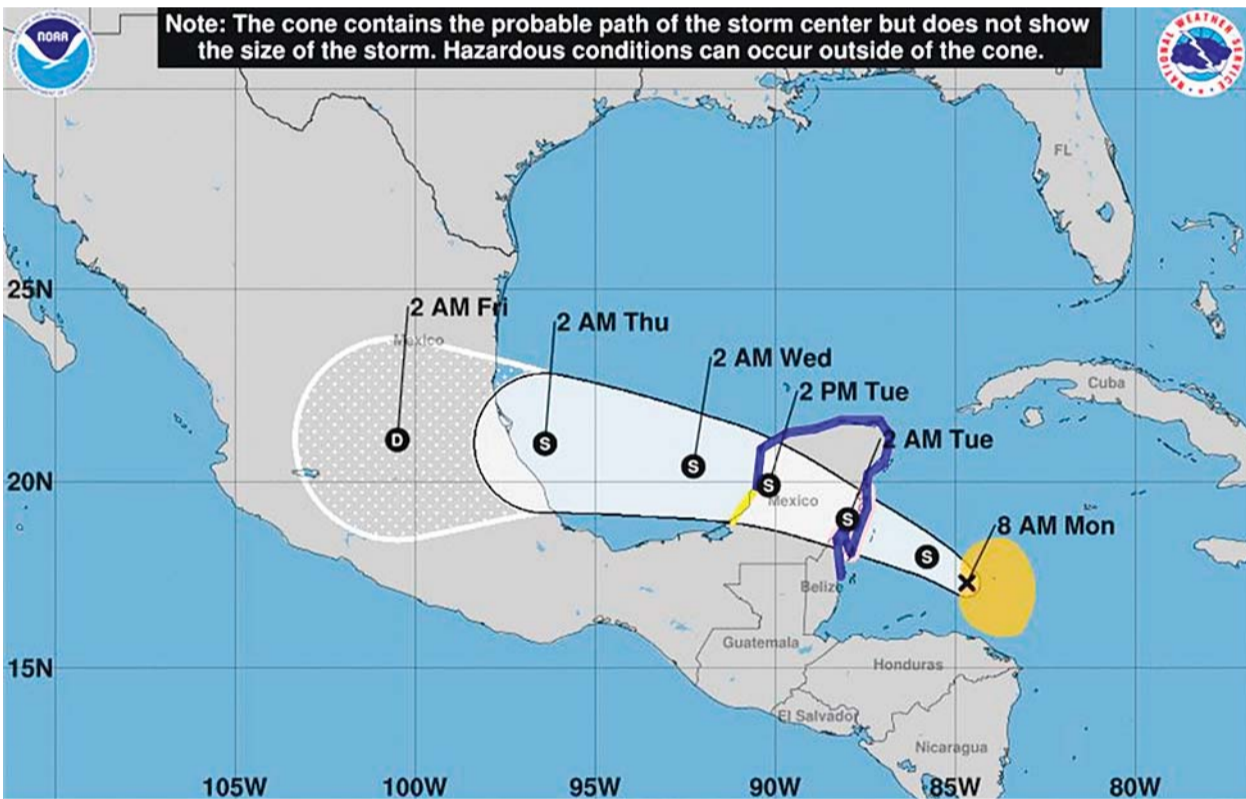 Note: The cone contains the probable path of the storm center but does not show
the size of the storm. Hazardous conditions can occur outside of the cone.
NOAA
NATIONAL WEATHER SERVICE
FL
25N
2 AM Fri
Mexico
2 AM Thu
2 AM Wed
2 PM Tue
Cuba
2 AM Tue
D
S
S
S
20N
Mexico
S
8 AM Mon
S
Belize
Guatemala
15N
Honduras
El Salvador
Nicaragua
105W
100W
95W
90W
85W
80W